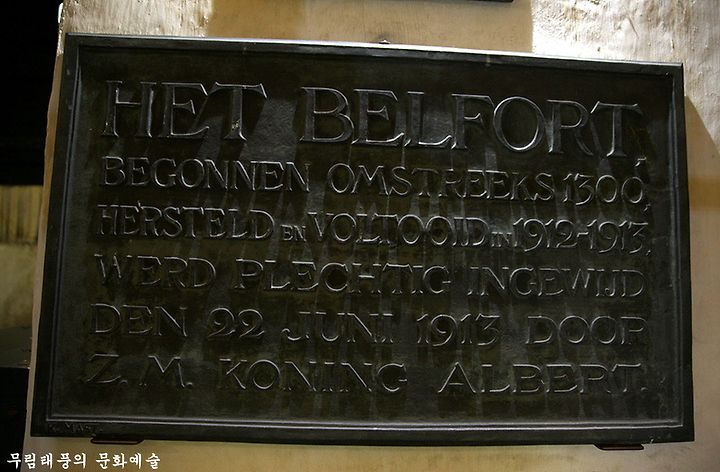 HET BELFORT,
BEGONNEN OMSTREEKS 1300,
HERSTELD EN VOLTOOID IN 1912-1913,
WERD PLECHTIG INGEWIJD
DEN 22 JUNI 1913 DOOR
Z.M. KONING ALBERT.
무림태풍의 문화예술